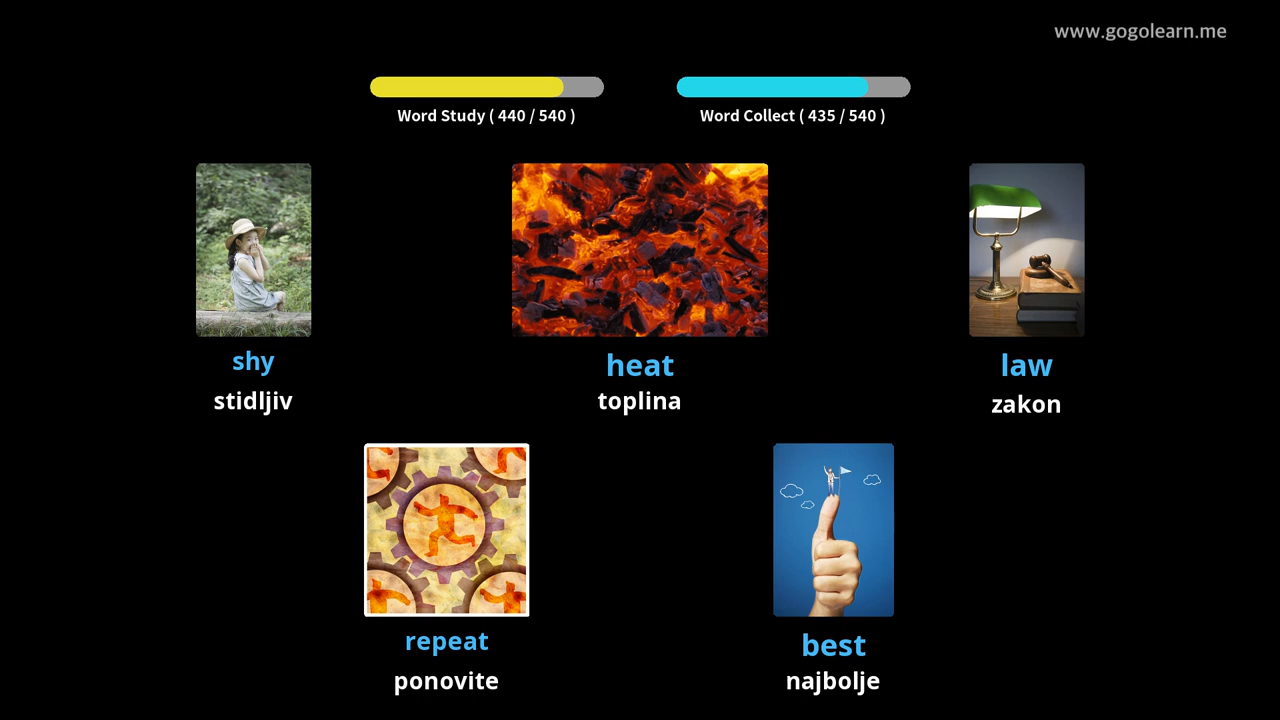 www.gogolearn.me
Word Study ( 440 / 540 )
Word Collect ( 435 / 540 )
shy
stidljiv
heat
toplina
law
zakon
repeat
ponovite
best
najbolje